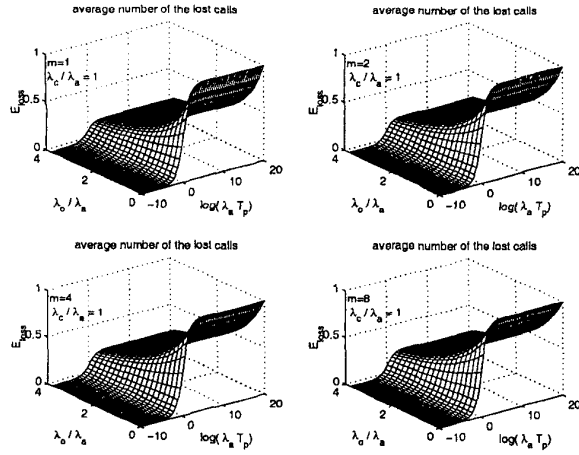 average number of the lost calls
1
m=1
λc / λa = 1
0.5
Eloss
0
4
2
0
λo / λa
-10
0
10
20
log(λa Tp)
average number of the lost calls
1
m=2
λc / λa = 1
0.5
Eloss
0
4
2
0
λo / λa
-10
0
10
20
log(λa Tp)
average number of the lost calls
1
m=4
λc / λa = 1
0.5
Eloss
0
4
2
0
λo / λa
-10
0
10
20
log(λa Tp)
average number of the lost calls
1
m=8
λc / λa = 1
0.5
Eloss
0
4
2
0
λo / λa
-10
0
10
20
log(λa Tp)